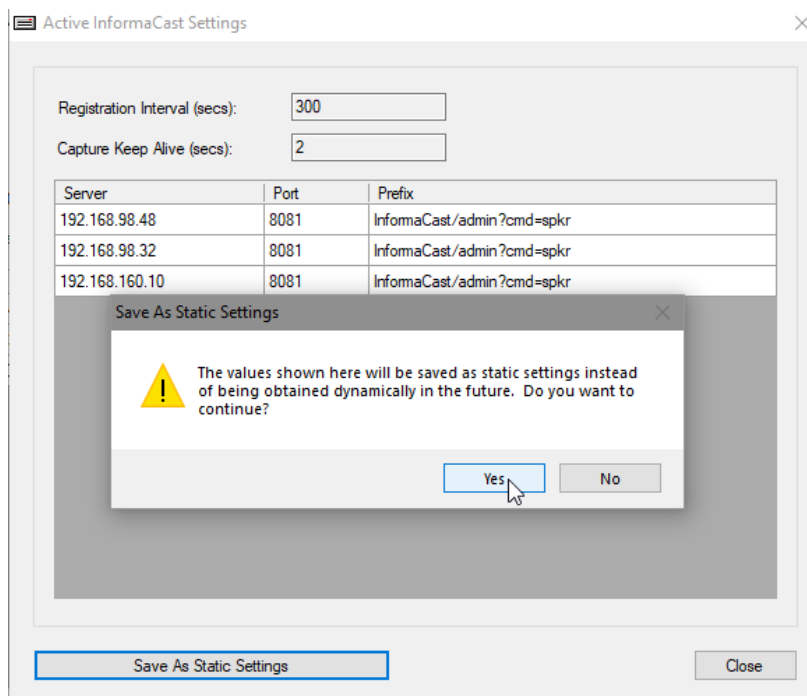 Active InformaCast Settings
Registration Interval (secs): 300
Capture Keep Alive (secs): 2
Server Port Prefix
192.168.98.48 8081 InformaCast/admin?cmd=spkr
192.168.98.32 8081 InformaCast/admin?cmd=spkr
192.168.160.10 8081 InformaCast/admin?cmd=spkr
Save As Static Settings
The values shown here will be saved as static settings instead
of being obtained dynamically in the future. Do you want to
continue?
Yes No
Save As Static Settings Close